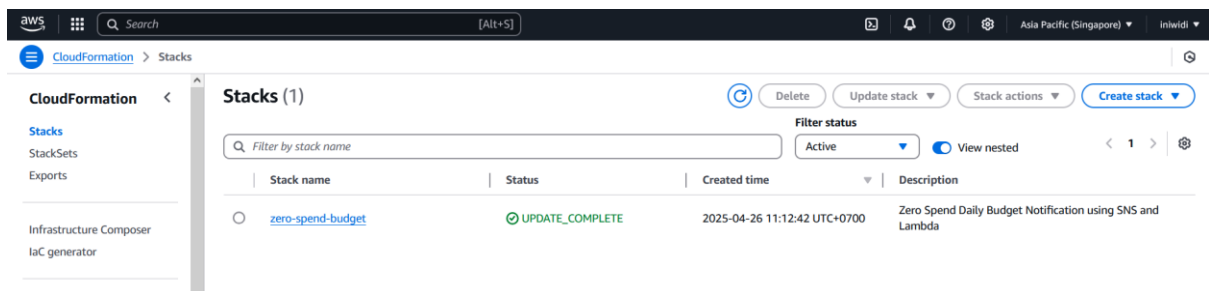 aws Search [Alt+S] Asia Pacific (Singapore) iniwidi
CloudFormation > Stacks
CloudFormation
Stacks
StackSets
Exports
Infrastructure Composer
IaC generator
Stacks (1)
Delete Update stack Stack actions Create stack
Filter status
Filter by stack name Active View nested < 1 >
Stack name Status Created time Description
zero-spend-budget UPDATE_COMPLETE 2025-04-26 11:12:42 UTC+0700 Zero Spend Daily Budget Notification using SNS and
Lambda